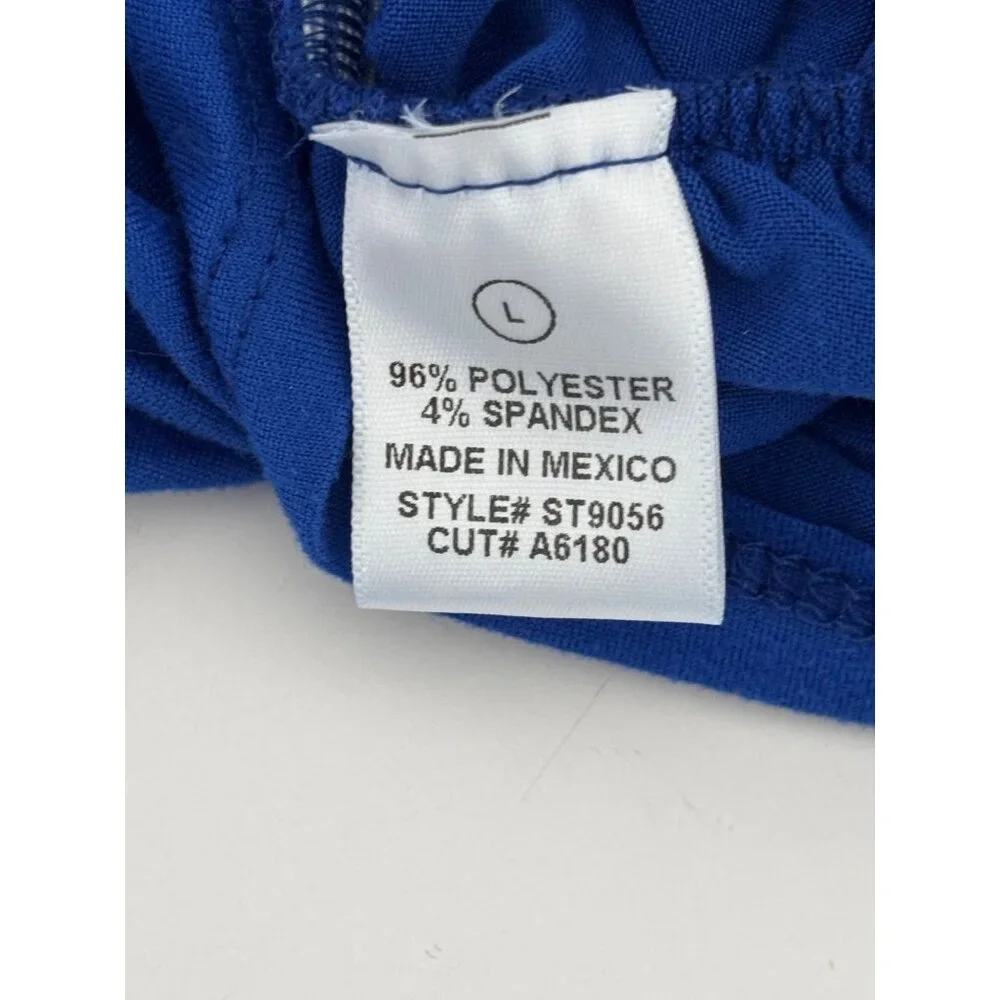 L
96% POLYESTER
4% SPANDEX
MADE IN MEXICO
STYLE# ST9056
CUT# A6180